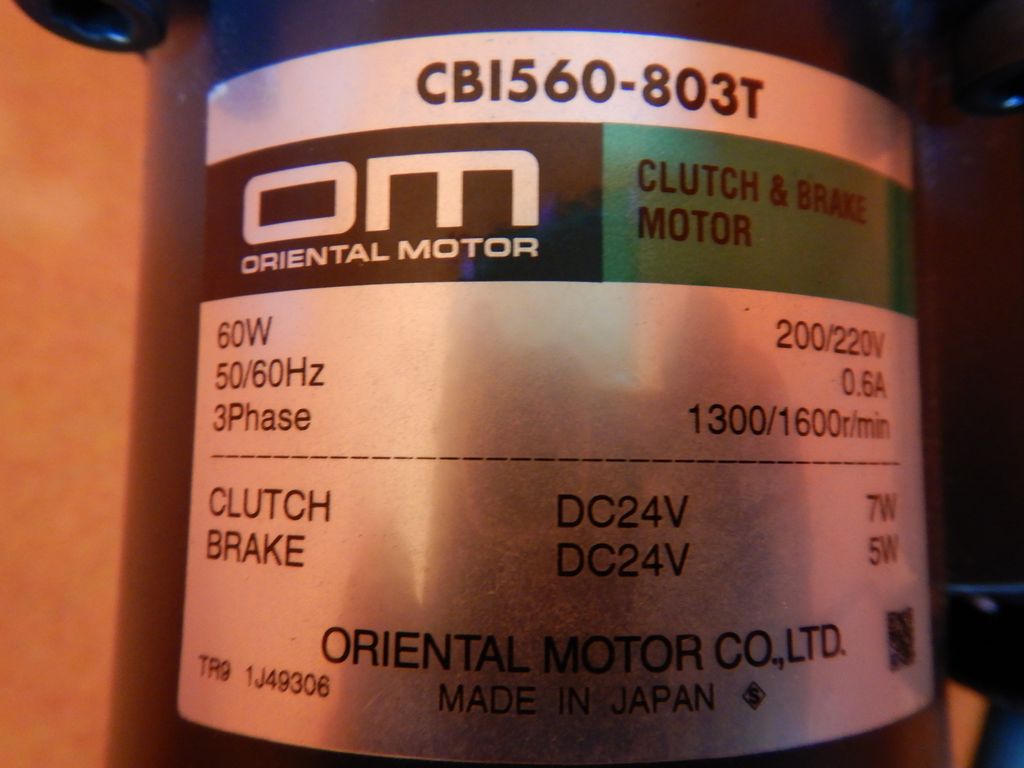 CBI560-803T
OM
ORIENTAL MOTOR
CLUTCH & BRAKE
MOTOR
60W 200/220V
50/60Hz 0.6A
3Phase 1300/1600r/min
CLUTCH DC24V 7W
BRAKE DC24V 5W
ORIENTAL MOTOR CO.,LTD.
TR9 1J49306
MADE IN JAPAN S